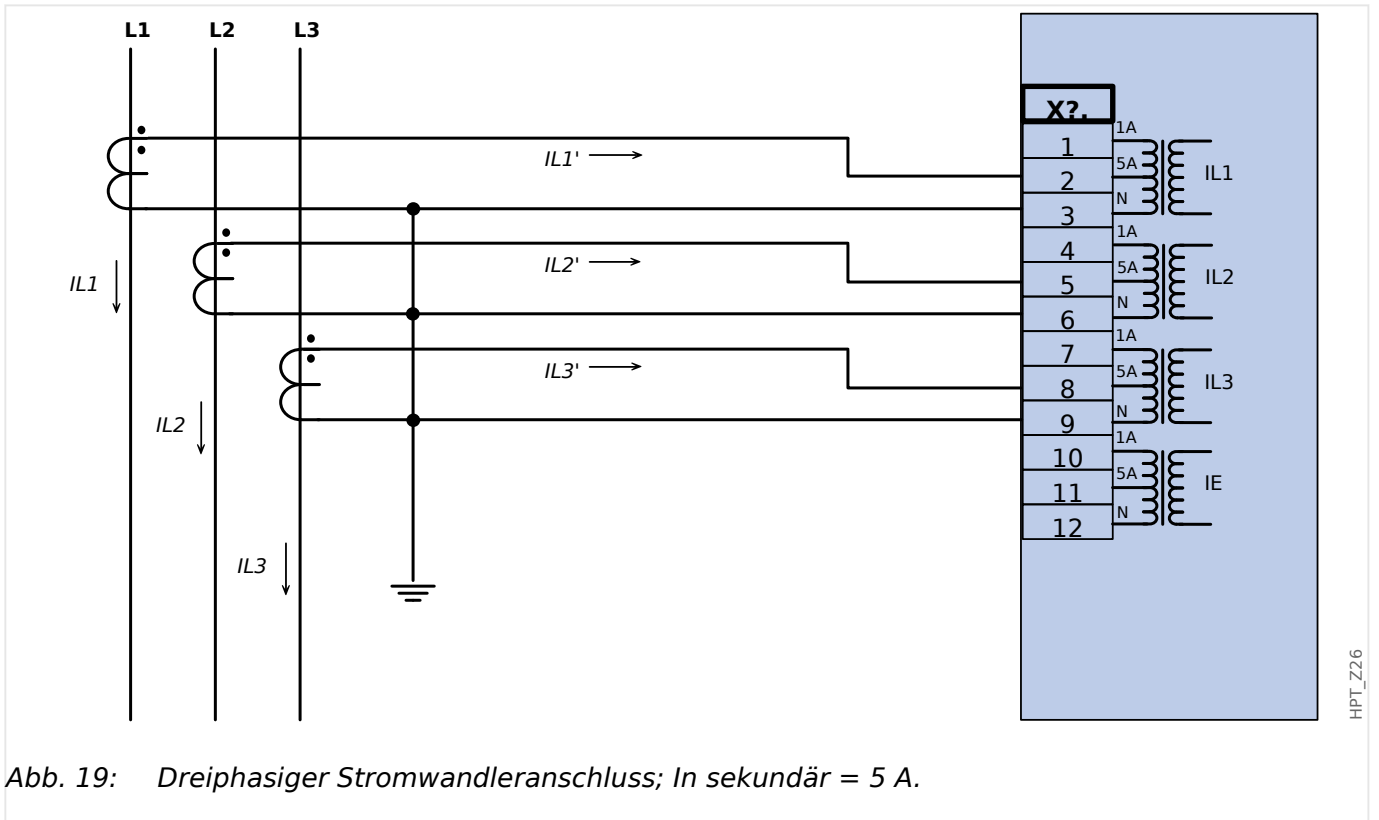 L1 L2 L3
X?.
1A
1
IL1'
5A
IL1
2
N
3
1A
4
IL2'
5A
IL2
IL1
5
N
6
1A
7
IL3'
5A
IL3
8
N
IL2
9
1A
10
5A
IE
11
N
12
IL3
HPT_Z26
Abb. 19: Dreiphasiger Stromwandleranschluss; In sekundär = 5 A.